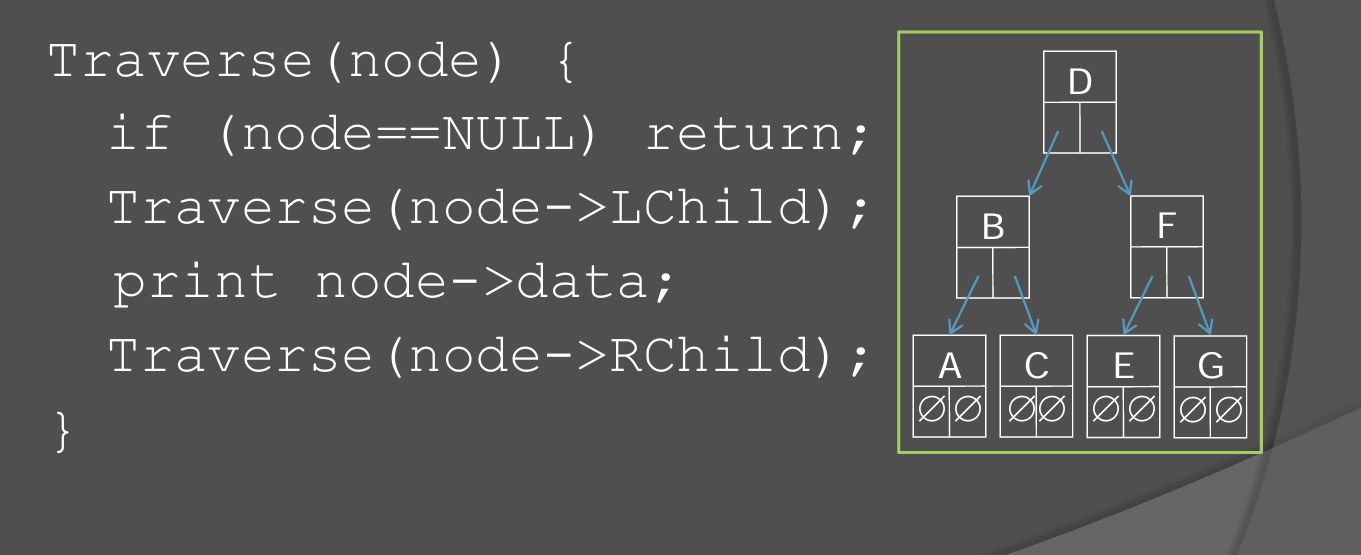 Traverse(node) {
if (node==NULL) return;
Traverse(node->LChild);
print node->data;
Traverse(node->RChild);
}
D
B F
A C E G
∅ ∅ ∅ ∅ ∅ ∅ ∅ ∅